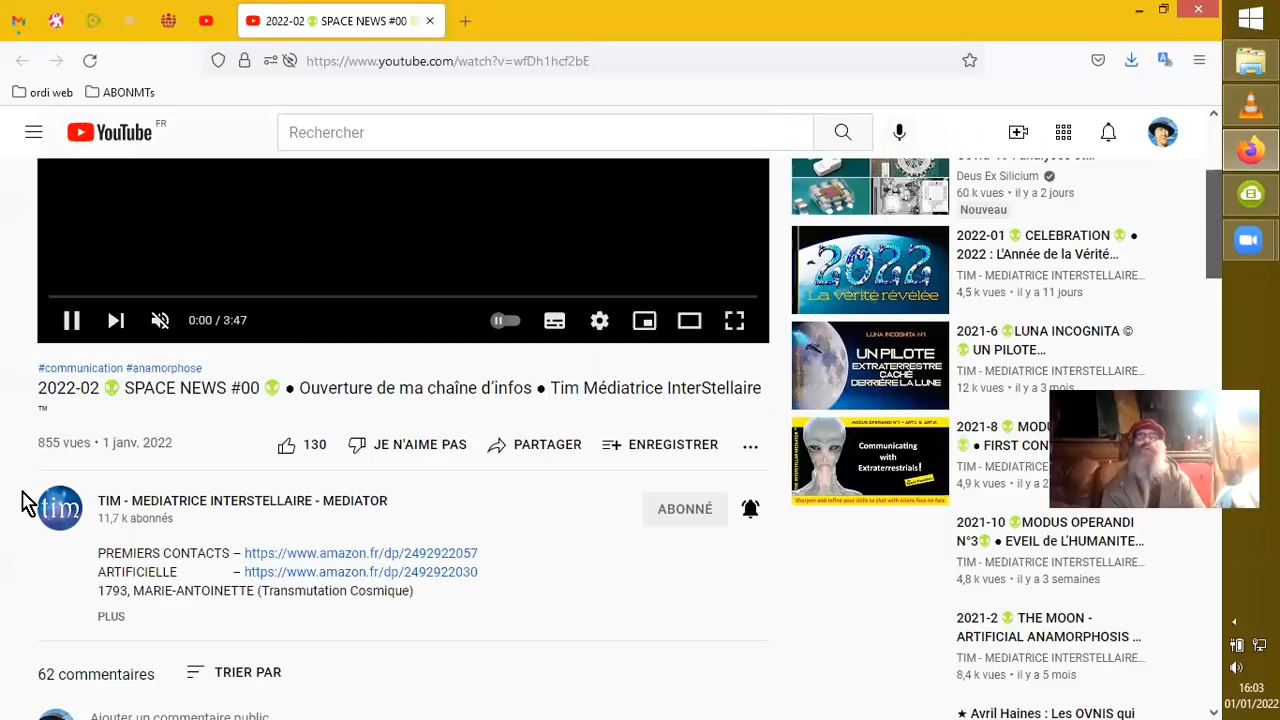 2022-02 👽 SPACE NEWS #00 👽
https://www.youtube.com/watch?v=wfDh1hcf2bE
ordi web
ABONMTs
YouTube FR
Rechercher
0:00 / 3:47
#communication #anamorphose
2022-02 👽 SPACE NEWS #00 👽 ● Ouverture de ma chaîne d’infos ● Tim Médiatrice InterStellaire
™
855 vues • 1 janv. 2022
130
JE N'AIME PAS
PARTAGER
ENREGISTRER
tim
TIM - MEDIATRICE INTERSTELLAIRE - MEDIATOR
11,7 k abonnés
ABONNÉ
PREMIERS CONTACTS – https://www.amazon.fr/dp/2492922057
ARTIFICIELLE – https://www.amazon.fr/dp/2492922030
1793, MARIE-ANTOINETTE (Transmutation Cosmique)
PLUS
62 commentaires
TRIER PAR
Ajouter un commentaire public
Deus Ex Silicium
60 k vues • il y a 2 jours
Nouveau
2022
La vérité révélée
2022-01 👽 CELEBRATION 👽 ●
2022 : L'Année de la Vérité…
TIM - MEDIATRICE INTERSTELLAIRE…
4,5 k vues • il y a 11 jours
LUNA INCOGNITA N°1
UN PILOTE
EXTRATERRESTRE
CACHÉ
DERRIÈRE LA LUNE
2021-6 👽LUNA INCOGNITA ©
👽 UN PILOTE…
TIM - MEDIATRICE INTERSTELLAIRE…
12 k vues • il y a 3 mois
Communicating
with
Extraterrestrials!
2021-8 👽 MODU
👽 ● FIRST CON
TIM - MEDIATRICE
4,9 k vues • il y a 2
2021-10 👽MODUS OPERANDI
N°3👽 ● EVEIL de L'HUMANITE…
TIM - MEDIATRICE INTERSTELLAIRE…
4,8 k vues • il y a 3 semaines
2021-2 👽 THE MOON -
ARTIFICIAL ANAMORPHOSIS …
TIM - MEDIATRICE INTERSTELLAIRE…
8,4 k vues • il y a 5 mois
★ Avril Haines : Les OVNIS qui
16:03
01/01/2022